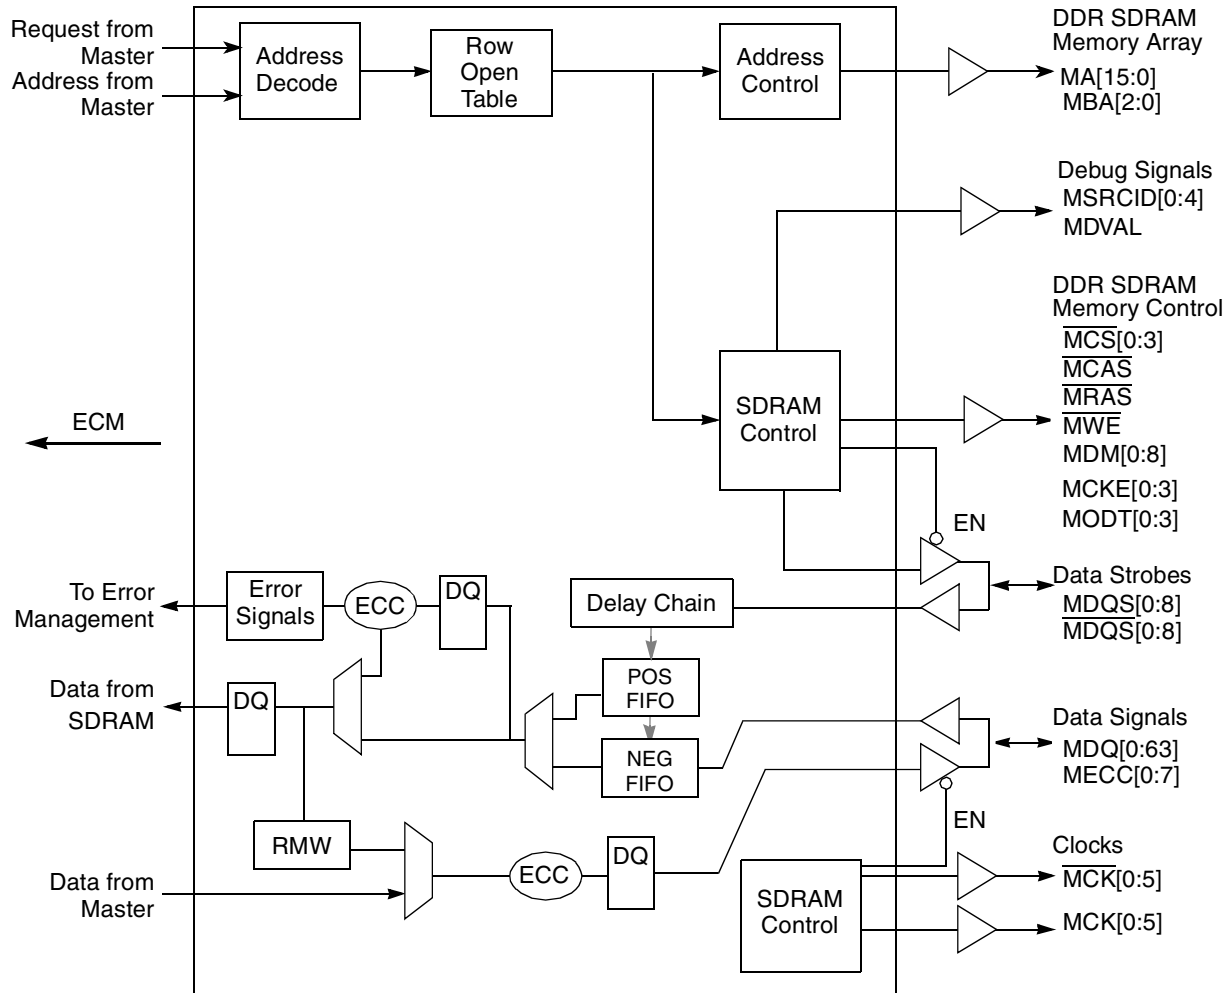 Request from
Master
Address from
Master
Address
Decode
Row
Open
Table
Address
Control
DDR SDRAM
Memory Array
MA[15:0]
MBA[2:0]
Debug Signals
MSRCID[0:4]
MDVAL
DDR SDRAM
Memory Control
MCS[0:3]
MCAS
MRAS
MWE
MDM[0:8]
MCKE[0:3]
MODT[0:3]
SDRAM
Control
ECM
EN
To Error
Management
Error
Signals
ECC
DQ
Delay Chain
Data Strobes
MDQS[0:8]
MDQS[0:8]
POS
FIFO
Data from
SDRAM
DQ
NEG
FIFO
Data Signals
MDQ[0:63]
MECC[0:7]
EN
RMW
ECC
DQ
Data from
Master
SDRAM
Control
Clocks
MCK[0:5]
MCK[0:5]